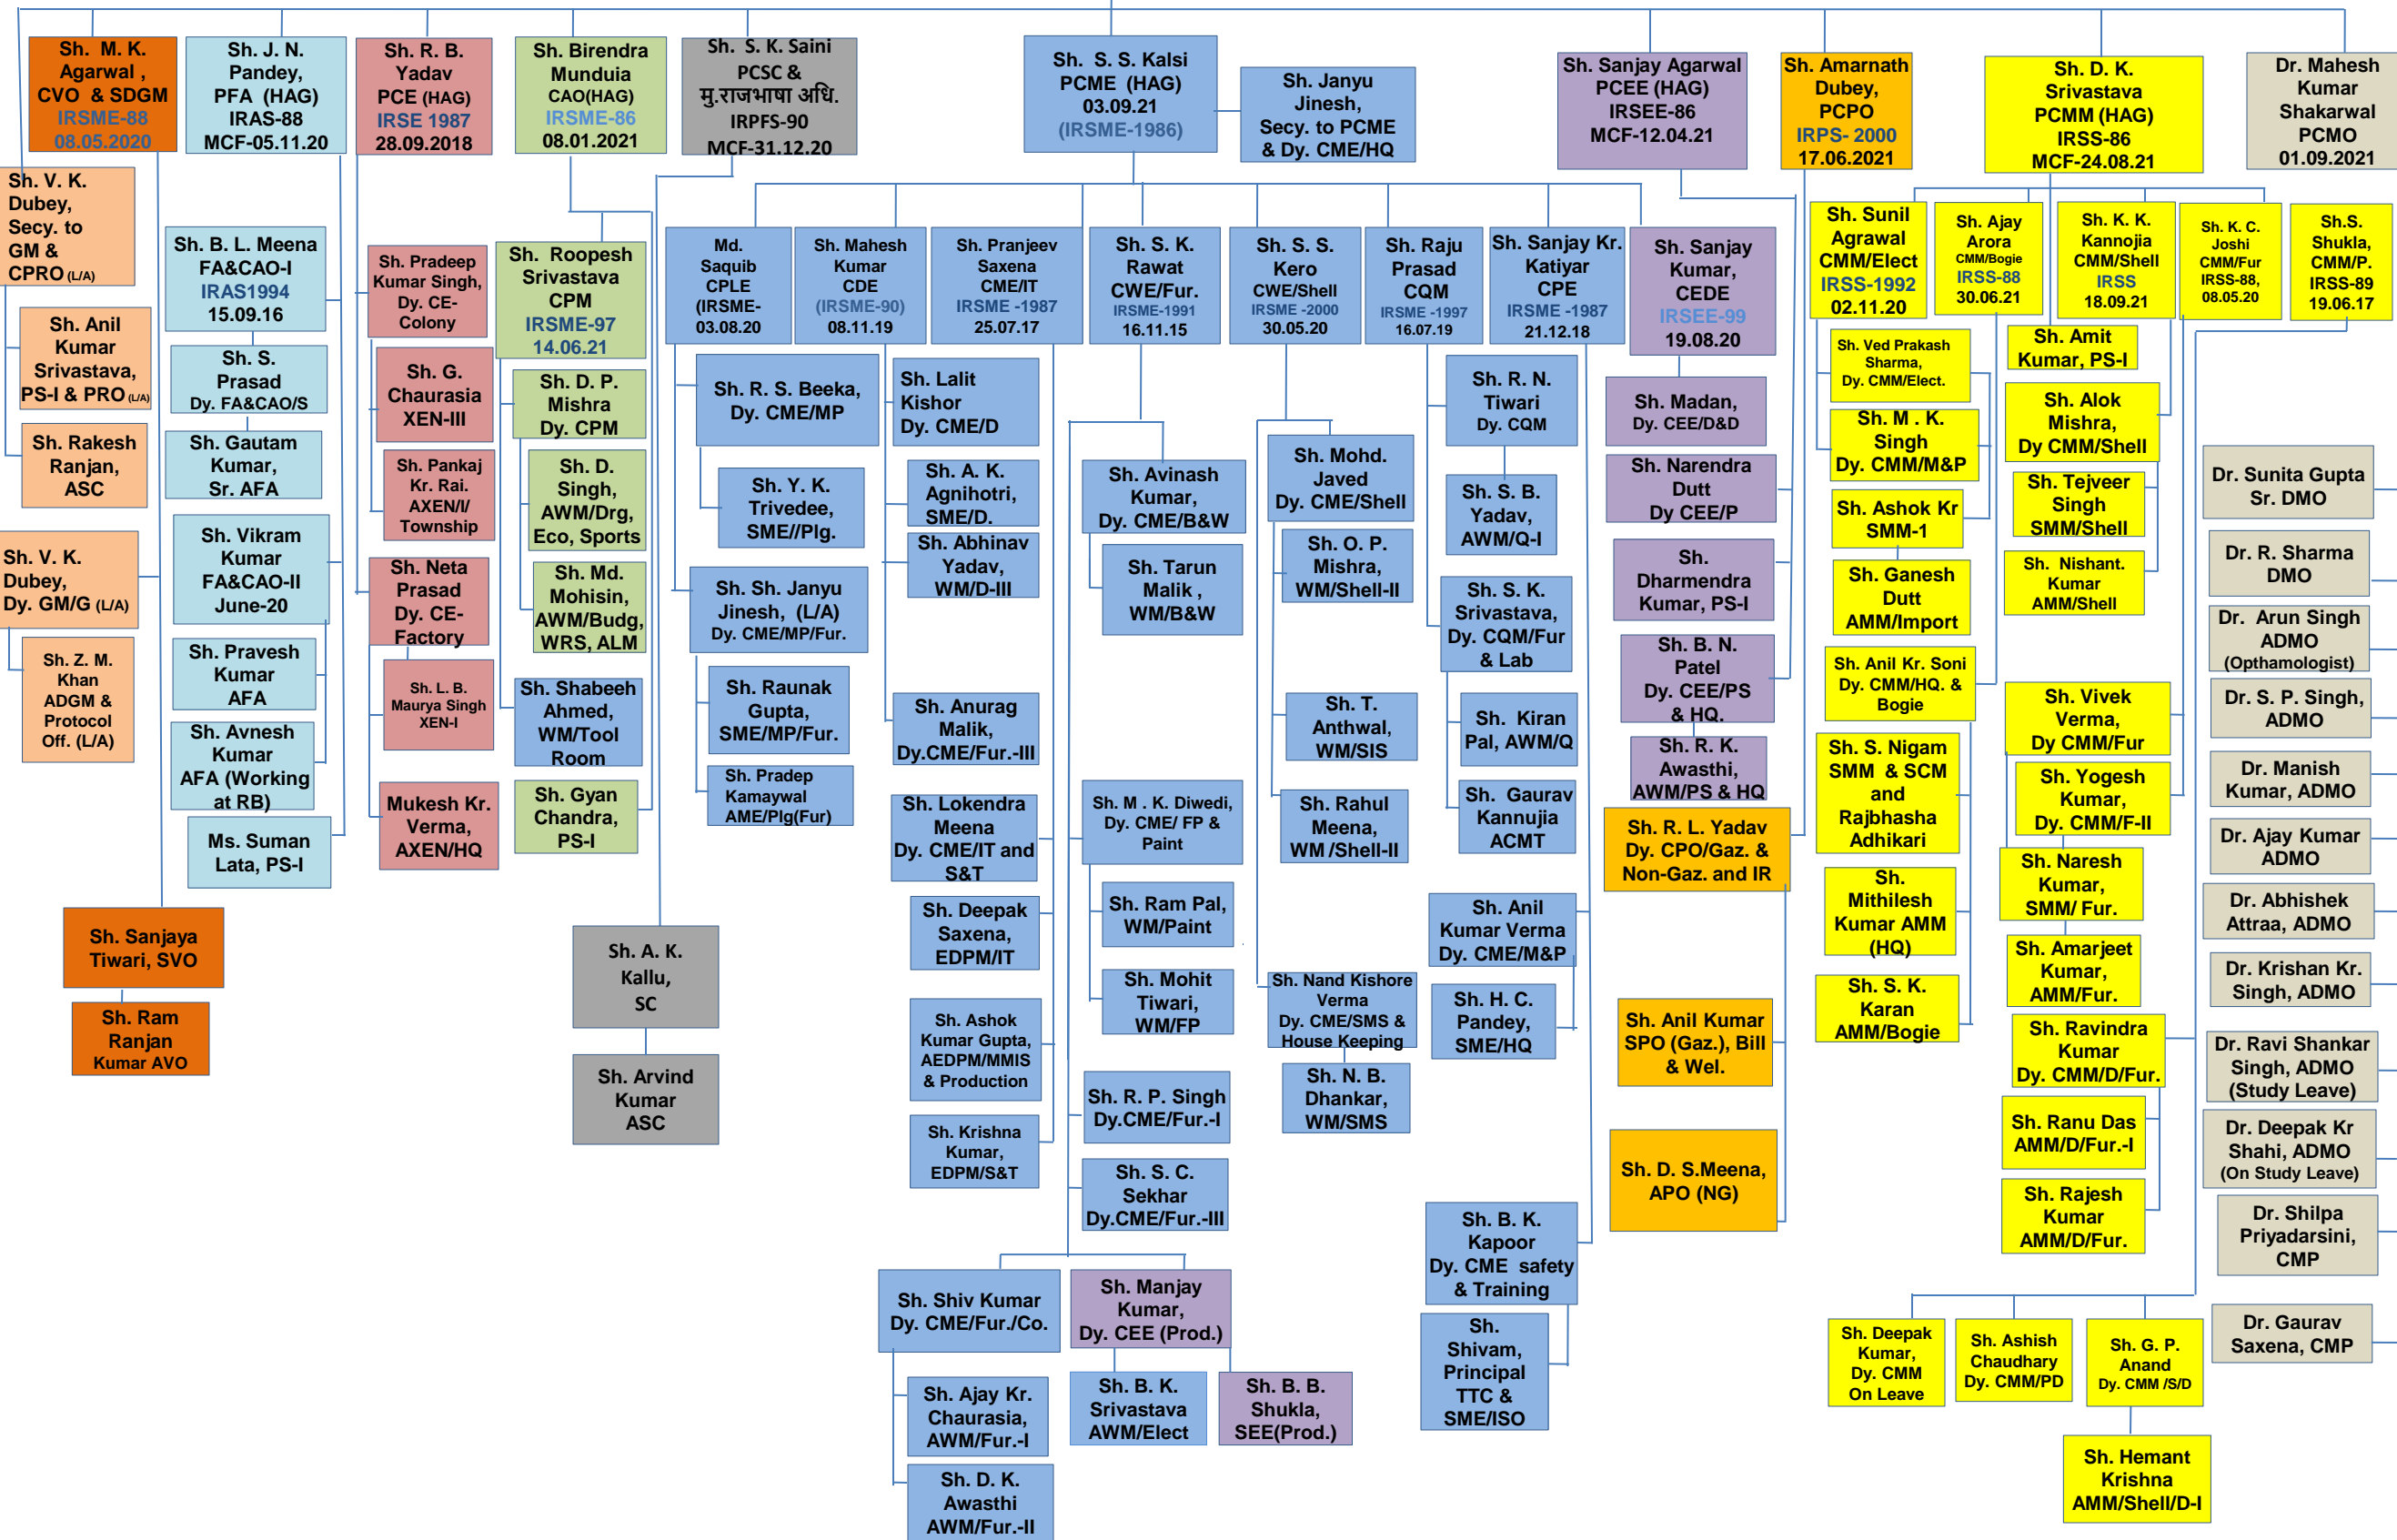 Sh. M. K.
Agarwal ,
CVO & SDGM
IRSME-88
08.05.2020
Sh. J. N.
Pandey,
PFA (HAG)
IRAS-88
MCF-05.11.20
Sh. R. B.
Yadav
PCE (HAG)
IRSE 1987
28.09.2018
Sh. Birendra
Munduia
CAO(HAG)
IRSME-86
08.01.2021
Sh. S. K. Saini
PCSC &
मु.राजभाषा अधि.
IRPFS-90
MCF-31.12.20
Sh. S. S. Kalsi
PCME (HAG)
03.09.21
(IRSME-1986)
Sh. Janyu
Jinesh,
Secy. to PCME
& Dy. CME/HQ
Sh. Sanjay Agarwal
PCEE (HAG)
IRSEE-86
MCF-12.04.21
Sh. Amarnath
Dubey,
PCPO
IRPS- 2000
17.06.2021
Sh. D. K.
Srivastava
PCMM (HAG)
IRSS-86
MCF-24.08.21
Dr. Mahesh
Kumar
Shakarwal
PCMO
01.09.2021
Sh. V. K.
Dubey,
Secy. to
GM &
CPRO (L/A)
Sh. Anil
Kumar
Srivastava,
PS-I & PRO (L/A)
Sh. Rakesh
Ranjan,
ASC
Sh. V. K.
Dubey,
Dy. GM/G (L/A)
Sh. Z. M.
Khan
ADGM &
Protocol
Off. (L/A)
Sh. Sanjaya
Tiwari, SVO
Sh. Ram
Ranjan
Kumar AVO
Sh. B. L. Meena
FA&CAO-I
IRAS1994
15.09.16
Sh. S.
Prasad
Dy. FA&CAO/S
Sh. Gautam
Kumar,
Sr. AFA
Sh. Vikram
Kumar
FA&CAO-II
June-20
Sh. Pravesh
Kumar
AFA
Sh. Avnesh
Kumar
AFA (Working
at RB)
Ms. Suman
Lata, PS-I
Sh. Pradeep
Kumar Singh,
Dy. CE-
Colony
Sh. G.
Chaurasia
XEN-III
Sh. Pankaj
Kr. Rai.
AXEN/I/
Township
Sh. Neta
Prasad
Dy. CE-
Factory
Sh. L. B.
Maurya Singh
XEN-I
Mukesh Kr.
Verma,
AXEN/HQ
Sh. Roopesh
Srivastava
CPM
IRSME-97
14.06.21
Sh. D. P.
Mishra
Dy. CPM
Sh. D.
Singh,
AWM/Drg,
Eco, Sports
Sh. Md.
Mohisin,
AWM/Budg,
WRS, ALM
Sh. Shabeeh
Ahmed,
WM/Tool
Room
Sh. Gyan
Chandra,
PS-I
Sh. A. K.
Kallu,
SC
Sh. Arvind
Kumar
ASC
Md.
Saquib
CPLE
(IRSME-
03.08.20
Sh. R. S. Beeka,
Dy. CME/MP
Sh. Y. K.
Trivedee,
SME//Plg.
Sh. Sh. Janyu
Jinesh, (L/A)
Dy. CME/MP/Fur.
Sh. Raunak
Gupta,
SME/MP/Fur.
Sh. Pradep
Kamaywal
AME/Plg(Fur)
Sh. Mahesh
Kumar
CDE
(IRSME-90)
08.11.19
Sh. Lalit
Kishor
Dy. CME/D
Sh. A. K.
Agnihotri,
SME/D.
Sh. Abhinav
Yadav,
WM/D-III
Sh. Anurag
Malik,
Dy.CME/Fur.-III
Sh. Pranjeev
Saxena
CME/IT
IRSME -1987
25.07.17
Sh. Lokendra
Meena
Dy. CME/IT and
S&T
Sh. Deepak
Saxena,
EDPM/IT
Sh. Ashok
Kumar Gupta,
AEDPM/MMIS
& Production
Sh. Krishna
Kumar,
EDPM/S&T
Sh. S. K.
Rawat
CWE/Fur.
IRSME-1991
16.11.15
Sh. Avinash
Kumar,
Dy. CME/B&W
Sh. Tarun
Malik ,
WM/B&W
Sh. M . K. Diwedi,
Dy. CME/ FP &
Paint
Sh. Ram Pal,
WM/Paint
Sh. Mohit
Tiwari,
WM/FP
Sh. R. P. Singh
Dy.CME/Fur.-I
Sh. S. C.
Sekhar
Dy.CME/Fur.-III
Sh. Shiv Kumar
Dy. CME/Fur./Co.
Sh. Ajay Kr.
Chaurasia,
AWM/Fur.-I
Sh. D. K.
Awasthi
AWM/Fur.-II
Sh. Manjay
Kumar,
Dy. CEE (Prod.)
Sh. B. K.
Srivastava
AWM/Elect
Sh. B. B.
Shukla,
SEE(Prod.)
Sh. S. S.
Kero
CWE/Shell
IRSME -2000
30.05.20
Sh. Mohd.
Javed
Dy. CME/Shell
Sh. O. P.
Mishra,
WM/Shell-II
Sh. T.
Anthwal,
WM/SIS
Sh. Rahul
Meena,
WM /Shell-II
Sh. Nand Kishore
Verma
Dy. CME/SMS &
House Keeping
Sh. N. B.
Dhankar,
WM/SMS
Sh. Raju
Prasad
CQM
IRSME -1997
16.07.19
Sh. R. N.
Tiwari
Dy. CQM
Sh. S. B.
Yadav,
AWM/Q-I
Sh. S. K.
Srivastava,
Dy. CQM/Fur
& Lab
Sh. Kiran
Pal, AWM/Q
Sh. Gaurav
Kannujia
ACMT
Sh. Sanjay Kr.
Katiyar
CPE
IRSME -1987
21.12.18
Sh. Anil
Kumar Verma
Dy. CME/M&P
Sh. H. C.
Pandey,
SME/HQ
Sh. B. K.
Kapoor
Dy. CME safety
& Training
Sh.
Shivam,
Principal
TTC &
SME/ISO
Sh. Sanjay
Kumar,
CEDE
IRSEE-99
19.08.20
Sh. Madan,
Dy. CEE/D&D
Sh. Narendra
Dutt
Dy CEE/P
Sh.
Dharmendra
Kumar, PS-I
Sh. B. N.
Patel
Dy. CEE/PS
& HQ.
Sh. R. K.
Awasthi,
AWM/PS & HQ
Sh. R. L. Yadav
Dy. CPO/Gaz. &
Non-Gaz. and IR
Sh. Anil Kumar
SPO (Gaz.), Bill
& Wel.
Sh. D. S.Meena,
APO (NG)
Sh. Sunil
Agrawal
CMM/Elect
IRSS-1992
02.11.20
Sh. Ved Prakash
Sharma,
Dy. CMM/Elect.
Sh. M . K.
Singh
Dy. CMM/M&P
Sh. Ashok Kr
SMM-1
Sh. Ganesh
Dutt
AMM/Import
Sh. Anil Kr. Soni
Dy. CMM/HQ. &
Bogie
Sh. S. Nigam
SMM & SCM
and
Rajbhasha
Adhikari
Sh.
Mithilesh
Kumar AMM
(HQ)
Sh. S. K.
Karan
AMM/Bogie
Sh. Ajay
Arora
CMM/Bogie
IRSS-88
30.06.21
Sh. K. K.
Kannojia
CMM/Shell
IRSS
18.09.21
Sh. Amit
Kumar, PS-I
Sh. Alok
Mishra,
Dy CMM/Shell
Sh. Tejveer
Singh
SMM/Shell
Sh. Nishant.
Kumar
AMM/Shell
Sh. K. C.
Joshi
CMM/Fur
IRSS-88,
08.05.20
Sh. Vivek
Verma,
Dy CMM/Fur
Sh. Yogesh
Kumar,
Dy. CMM/F-II
Sh. Naresh
Kumar,
SMM/ Fur.
Sh. Amarjeet
Kumar,
AMM/Fur.
Sh. Ravindra
Kumar
Dy. CMM/D/Fur.
Sh. Ranu Das
AMM/D/Fur.-I
Sh. Rajesh
Kumar
AMM/D/Fur.
Sh.S.
Shukla,
CMM/P.
IRSS-89
19.06.17
Sh. Deepak
Kumar,
Dy. CMM
On Leave
Sh. Ashish
Chaudhary
Dy. CMM/PD
Sh. G. P.
Anand
Dy. CMM /S/D
Sh. Hemant
Krishna
AMM/Shell/D-I
Dr. Sunita Gupta
Sr. DMO
Dr. R. Sharma
DMO
Dr. Arun Singh
ADMO
(Opthamologist)
Dr. S. P. Singh,
ADMO
Dr. Manish
Kumar, ADMO
Dr. Ajay Kumar
ADMO
Dr. Abhishek
Attraa, ADMO
Dr. Krishan Kr.
Singh, ADMO
Dr. Ravi Shankar
Singh, ADMO
(Study Leave)
Dr. Deepak Kr
Shahi, ADMO
(On Study Leave)
Dr. Shilpa
Priyadarsini,
CMP
Dr. Gaurav
Saxena, CMP